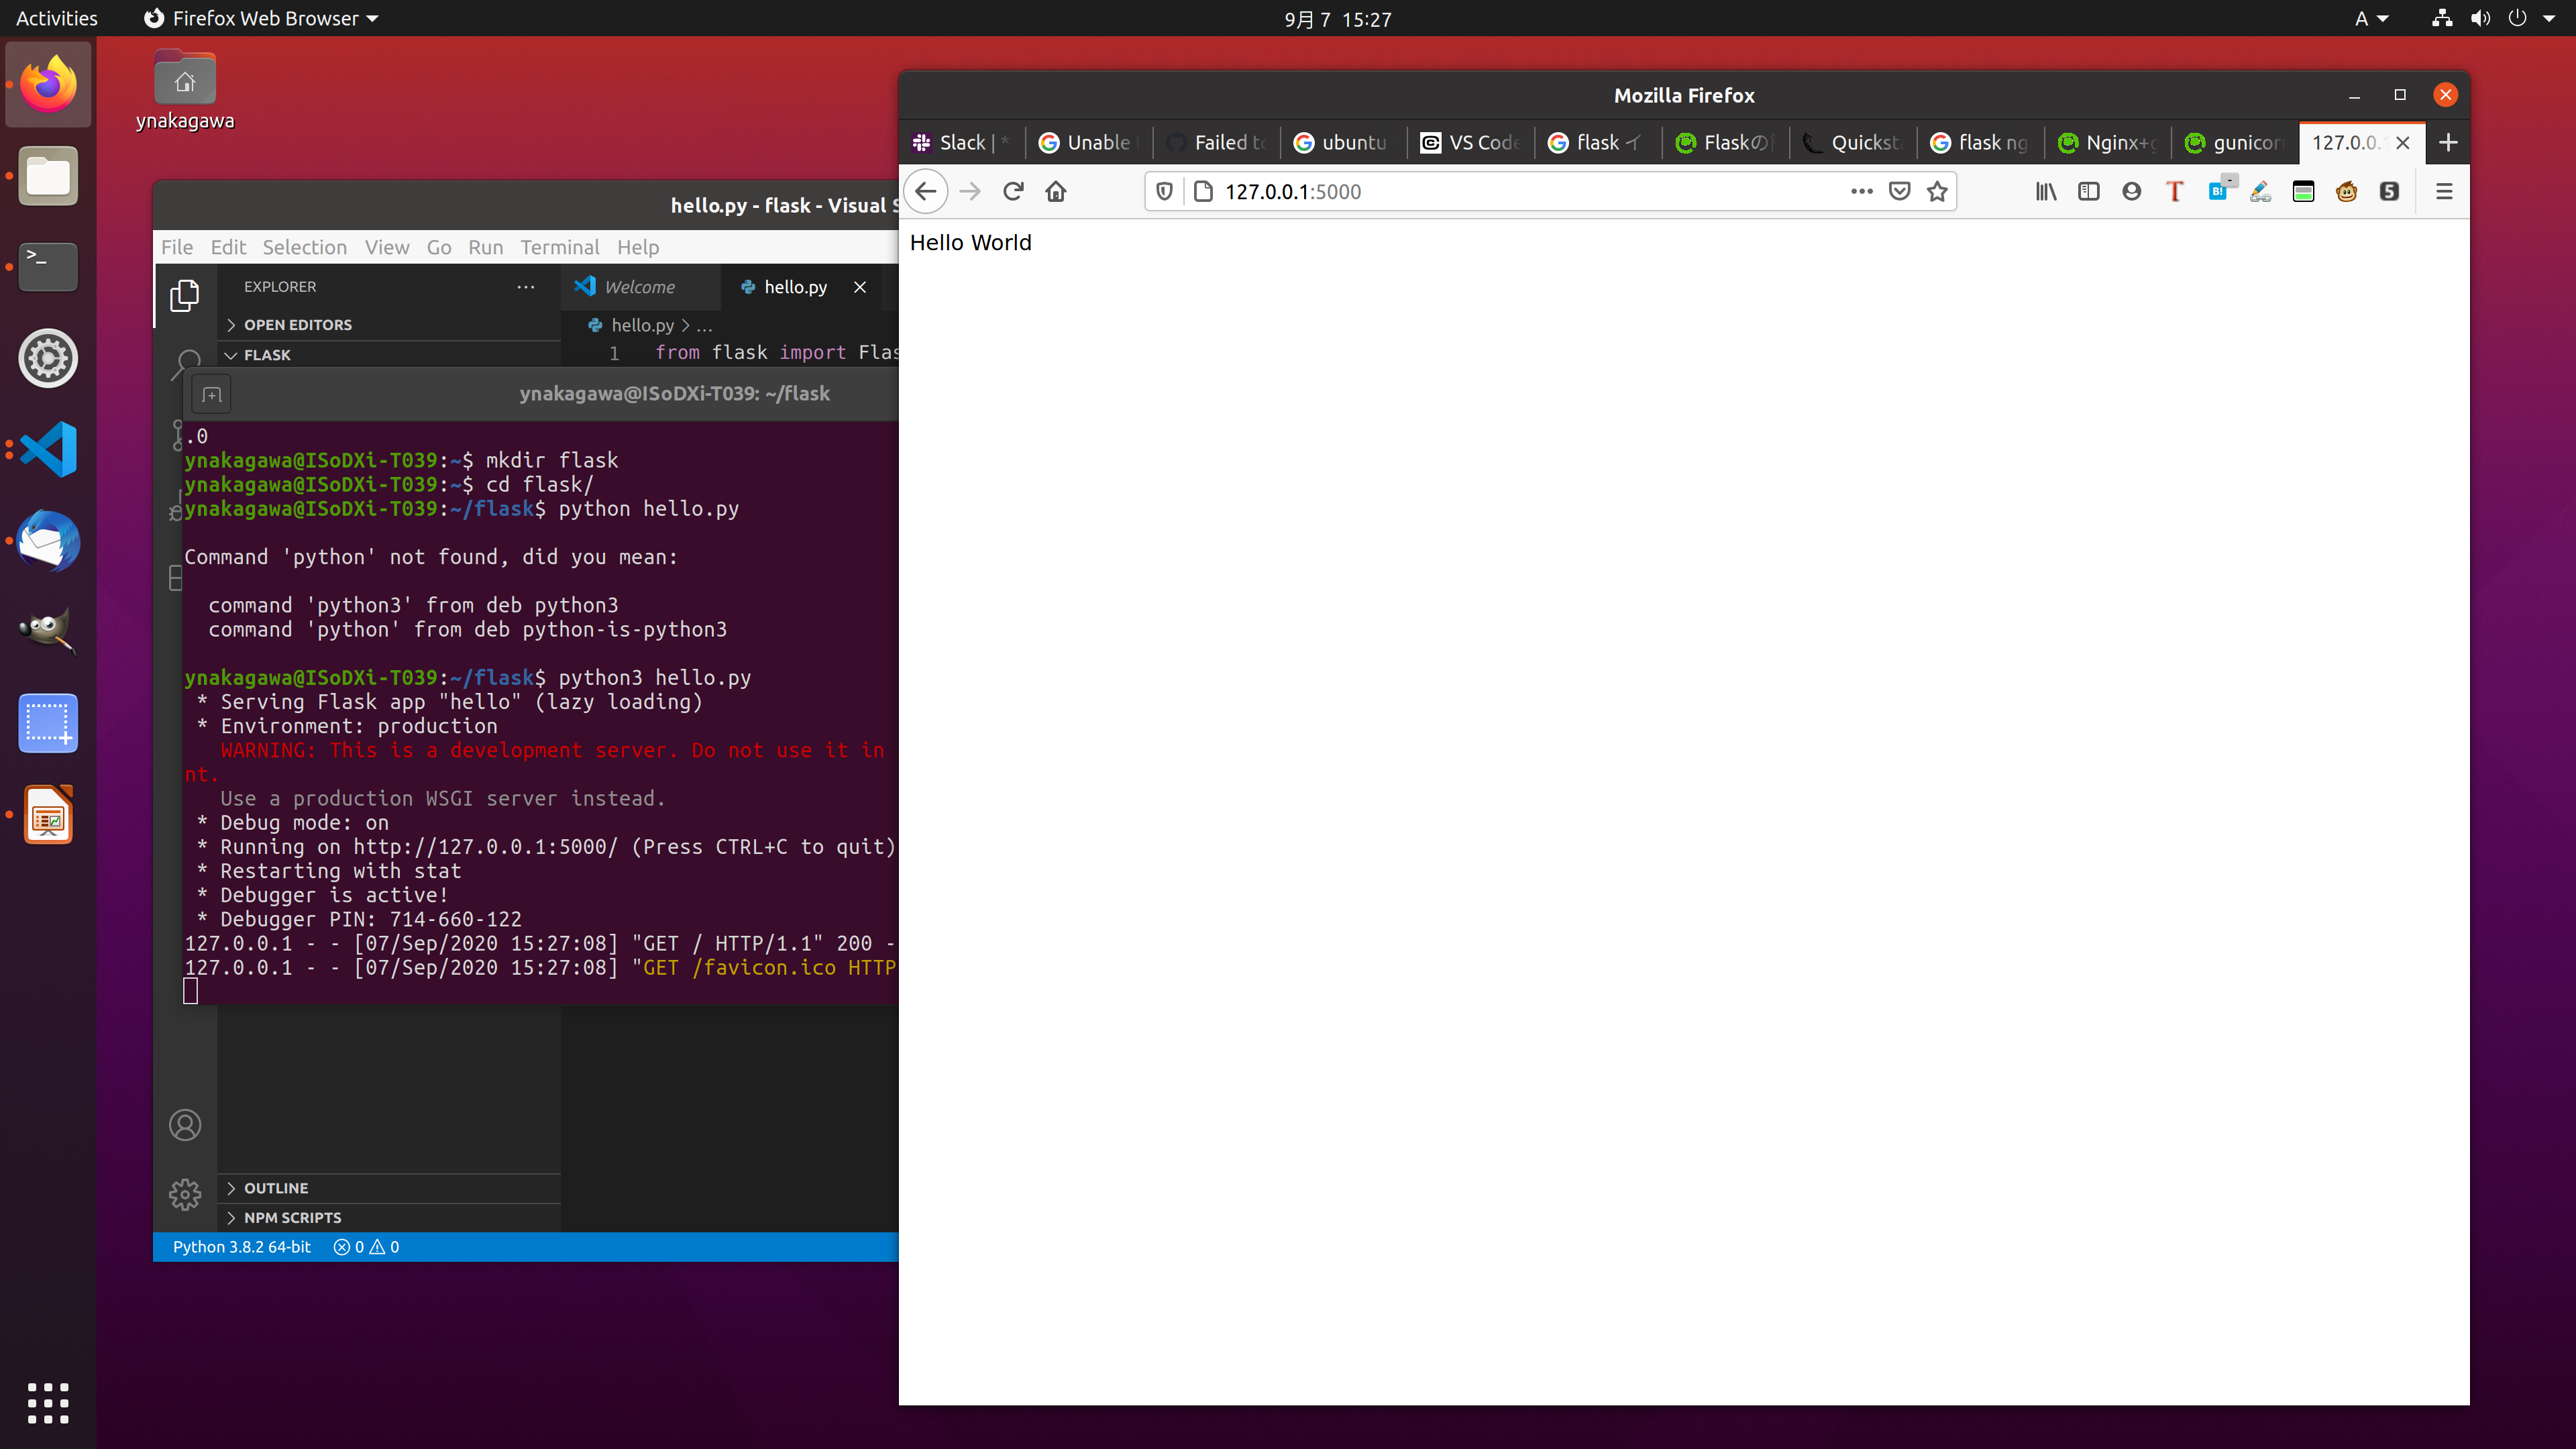 Activities
Firefox Web Browser
9月 7 15:27
A
ynakagawa
hello.py - flask - Visual S
File Edit Selection View Go Run Terminal Help
EXPLORER
OPEN EDITORS
FLASK
Welcome
hello.py
hello.py > ...
1 from flask import Flas
ynakagawa@ISoDXi-T039: ~/flask
.0
ynakagawa@ISoDXi-T039:~$ mkdir flask
ynakagawa@ISoDXi-T039:~$ cd flask/
ynakagawa@ISoDXi-T039:~/flask$ python hello.py
Command 'python' not found, did you mean:
command 'python3' from deb python3
command 'python' from deb python-is-python3
ynakagawa@ISoDXi-T039:~/flask$ python3 hello.py
* Serving Flask app "hello" (lazy loading)
* Environment: production
WARNING: This is a development server. Do not use it in
nt.
Use a production WSGI server instead.
* Debug mode: on
* Running on http://127.0.0.1:5000/ (Press CTRL+C to quit)
* Restarting with stat
* Debugger is active!
* Debugger PIN: 714-660-122
127.0.0.1 - - [07/Sep/2020 15:27:08] "GET / HTTP/1.1" 200 -
127.0.0.1 - - [07/Sep/2020 15:27:08] "GET /favicon.ico HTTP
OUTLINE
NPM SCRIPTS
Python 3.8.2 64-bit 0 0
Mozilla Firefox
Slack | *
Unable
Failed to
ubuntu
VS Code
flask イ
Flaskの
Quickst
flask ng
Nginx+g
gunicorn
127.0.0.1
127.0.0.1:5000
Hello World